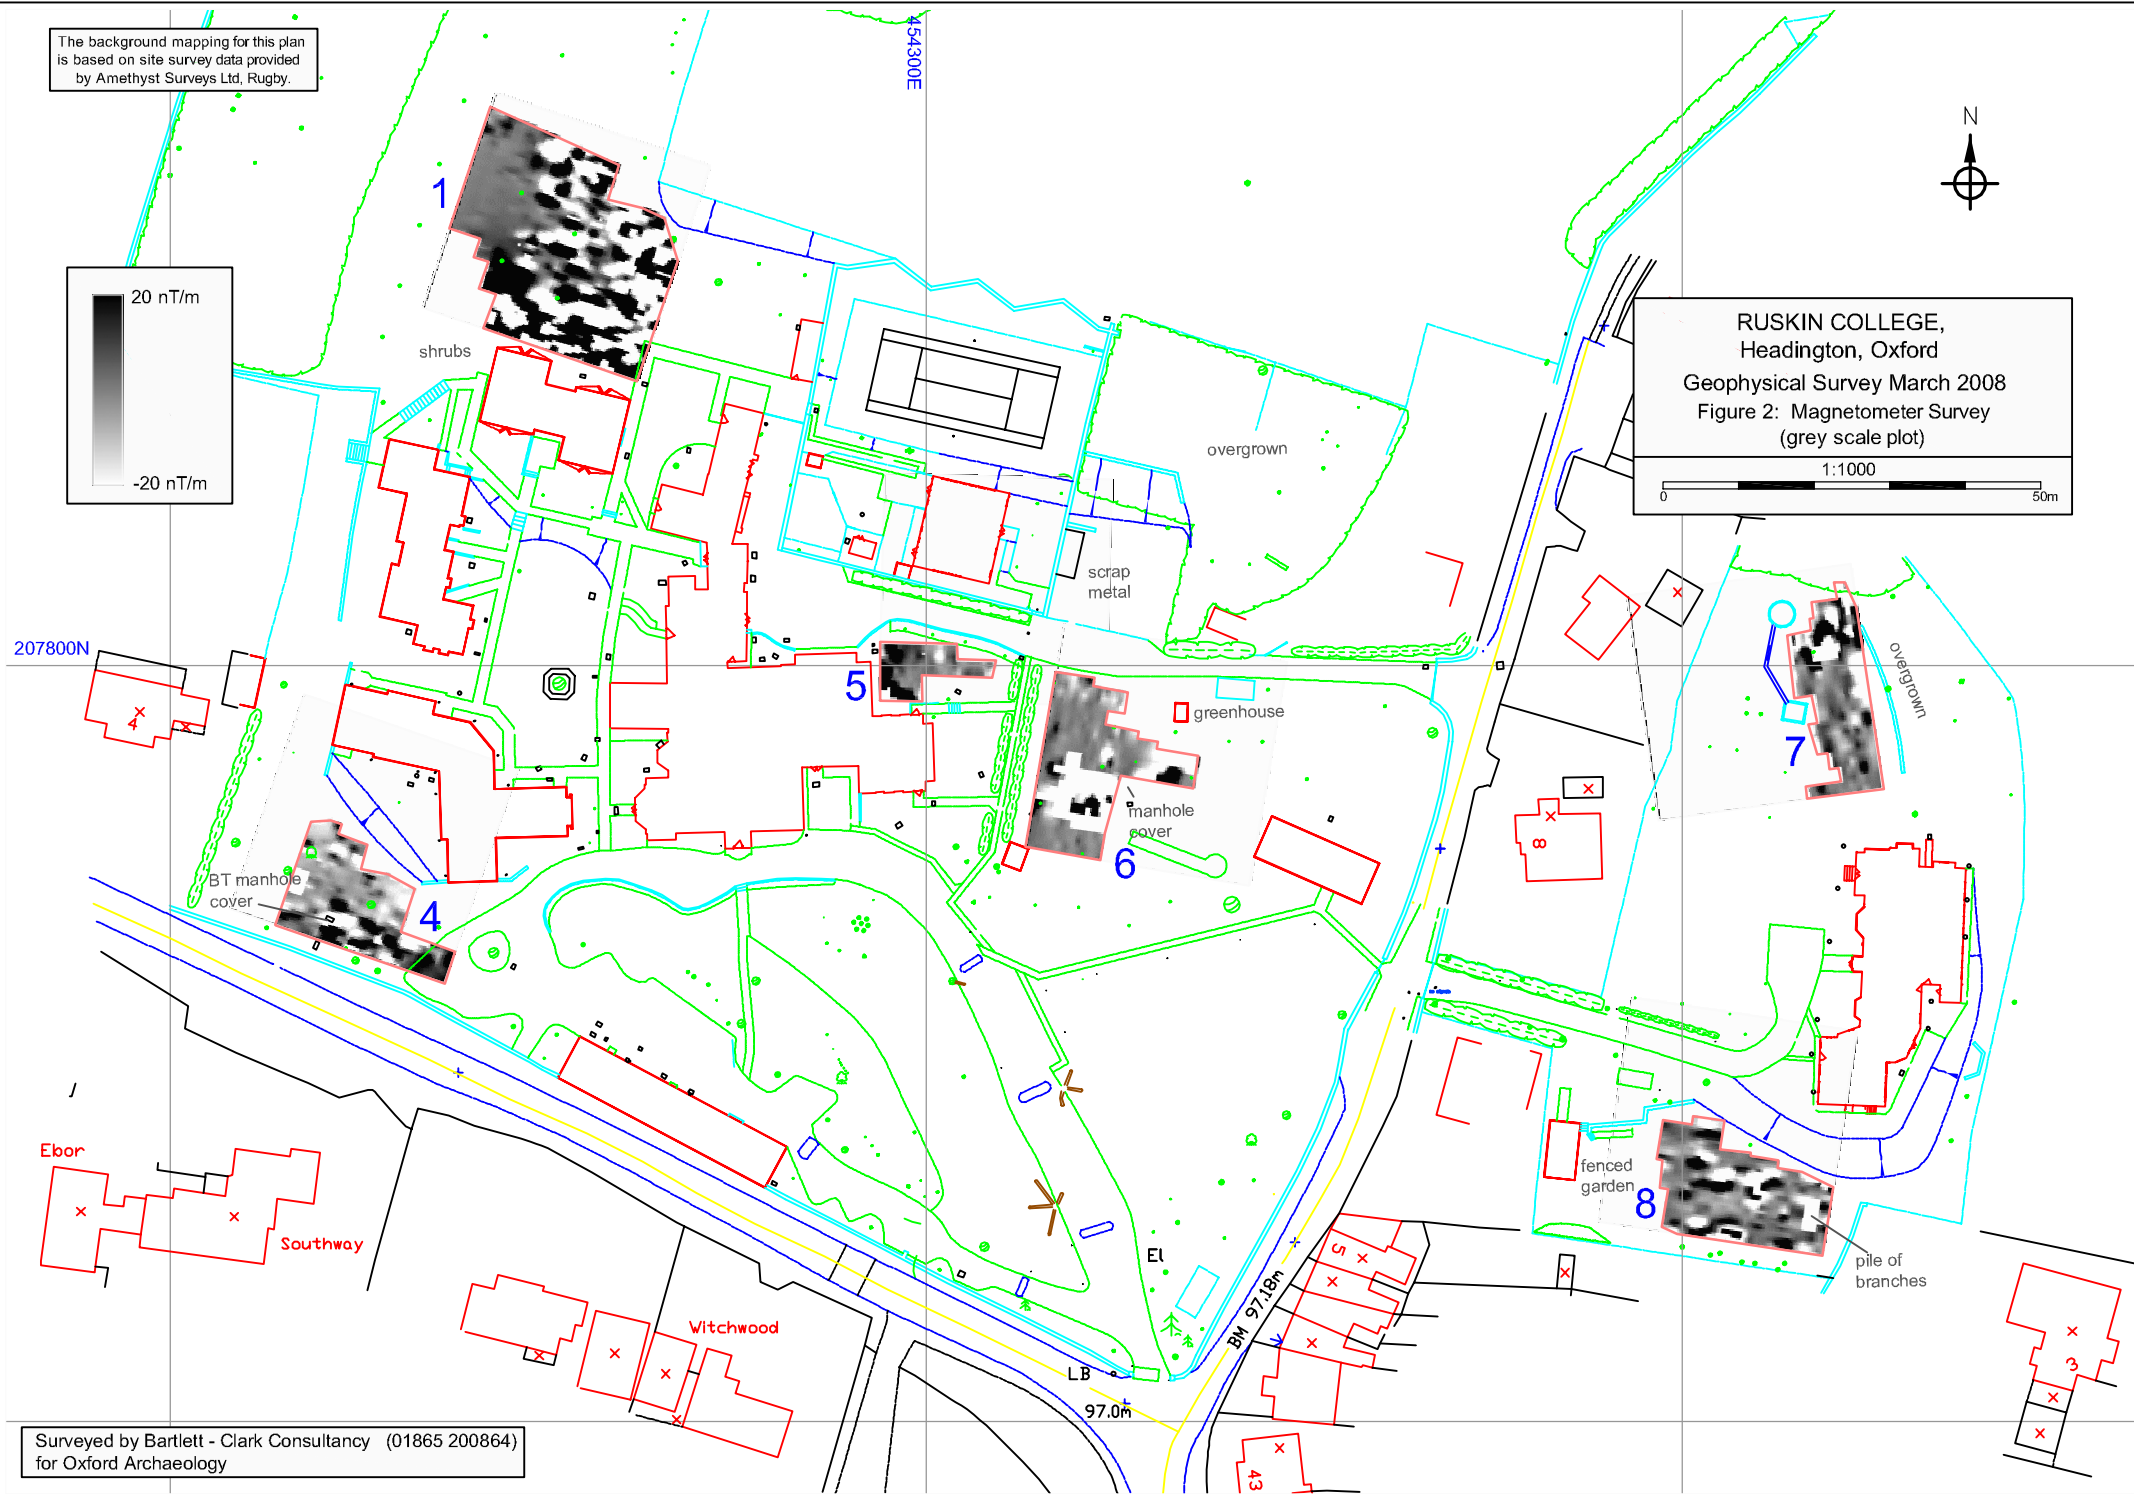 The background mapping for this plan
is based on site survey data provided
by Amethyst Surveys Ltd, Rugby.
454300E
N
1
20 nT/m
-20 nT/m
shrubs
RUSKIN COLLEGE,
Headington, Oxford
Geophysical Survey March 2008
Figure 2: Magnetometer Survey
(grey scale plot)
1:1000
0
50m
overgrown
scrap
metal
207800N
5
greenhouse
overgrown
4
7
manhole
cover
6
8
BT manhole
cover
4
fenced
garden
8
pile of
branches
Ebor
Southway
El
5
BM 97.18m
Witchwood
LB
97.0m
3
43
Surveyed by Bartlett - Clark Consultancy (01865 200864)
for Oxford Archaeology